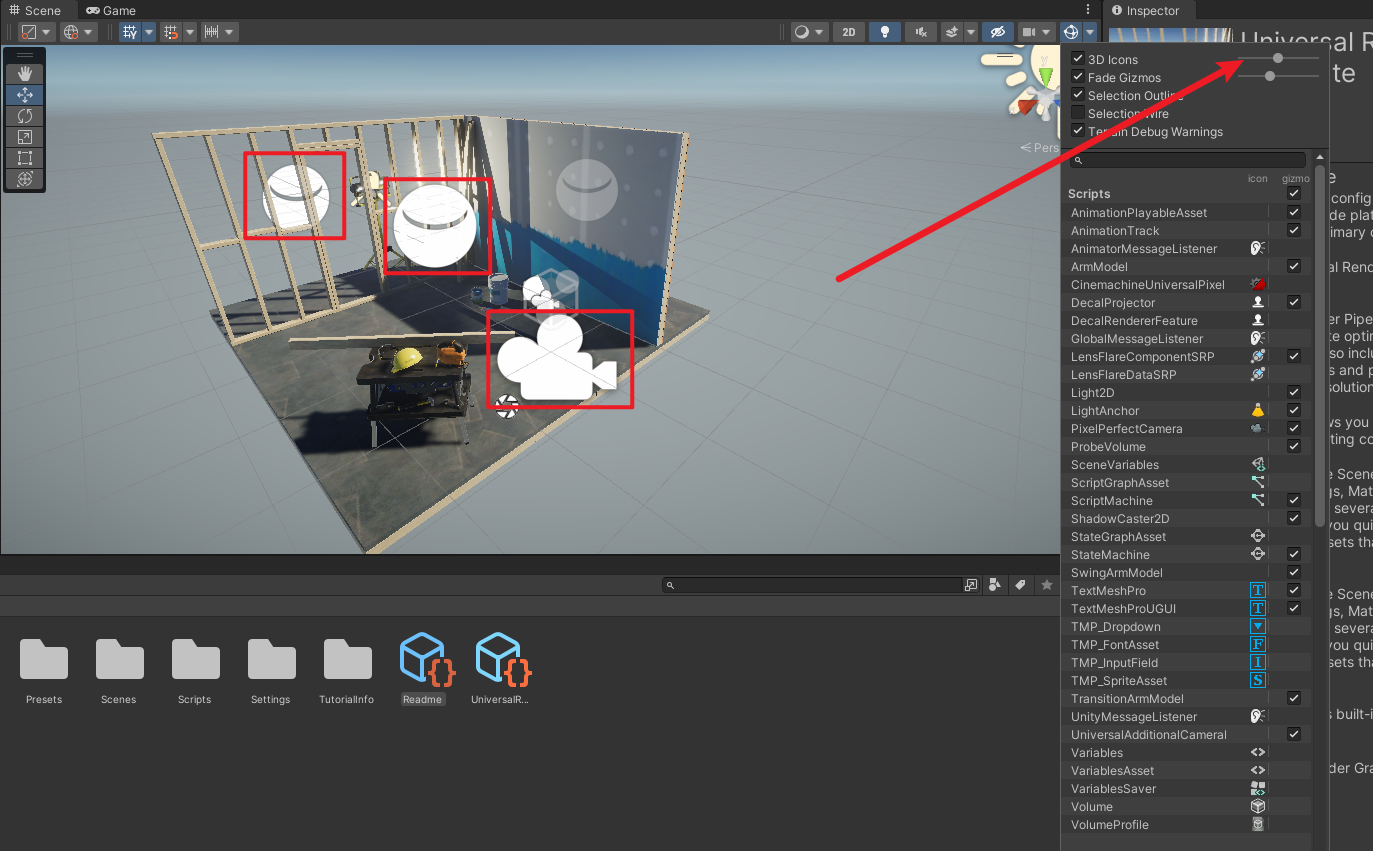 Scene
Game
Inspector
2D
Universal R
te
3D Icons
Fade Gizmos
Selection Outline
Selection Wire
Terrain Debug Warnings
Pers
icon
gizmo
Scripts
AnimationPlayableAsset
AnimationTrack
AnimatorMessageListener
ArmModel
CinemachineUniversalPixel
DecalProjector
DecalRendererFeature
GlobalMessageListener
LensFlareComponentSRP
LensFlareDataSRP
Light2D
LightAnchor
PixelPerfectCamera
ProbeVolume
SceneVariables
ScriptGraphAsset
ScriptMachine
ShadowCaster2D
StateGraphAsset
StateMachine
SwingArmModel
TextMeshPro
TextMeshProUGUI
TMP_Dropdown
TMP_FontAsset
TMP_InputField
TMP_SpriteAsset
TransitionArmModel
UnityMessageListener
UniversalAdditionalCameral
Variables
VariablesAsset
VariablesSaver
Volume
VolumeProfile
e
config
de plat
imary c
al Rend
er Pipe
te optin
so inclu
s and p
solution
ws you
ting co
e Scene
gs, Mat
severa
you qui
sets tha
e Scene
gs, Mat
severa
you qui
sets tha
s built-i
der Gra
Presets
Scenes
Scripts
Settings
TutorialInfo
Readme
UniversalR...